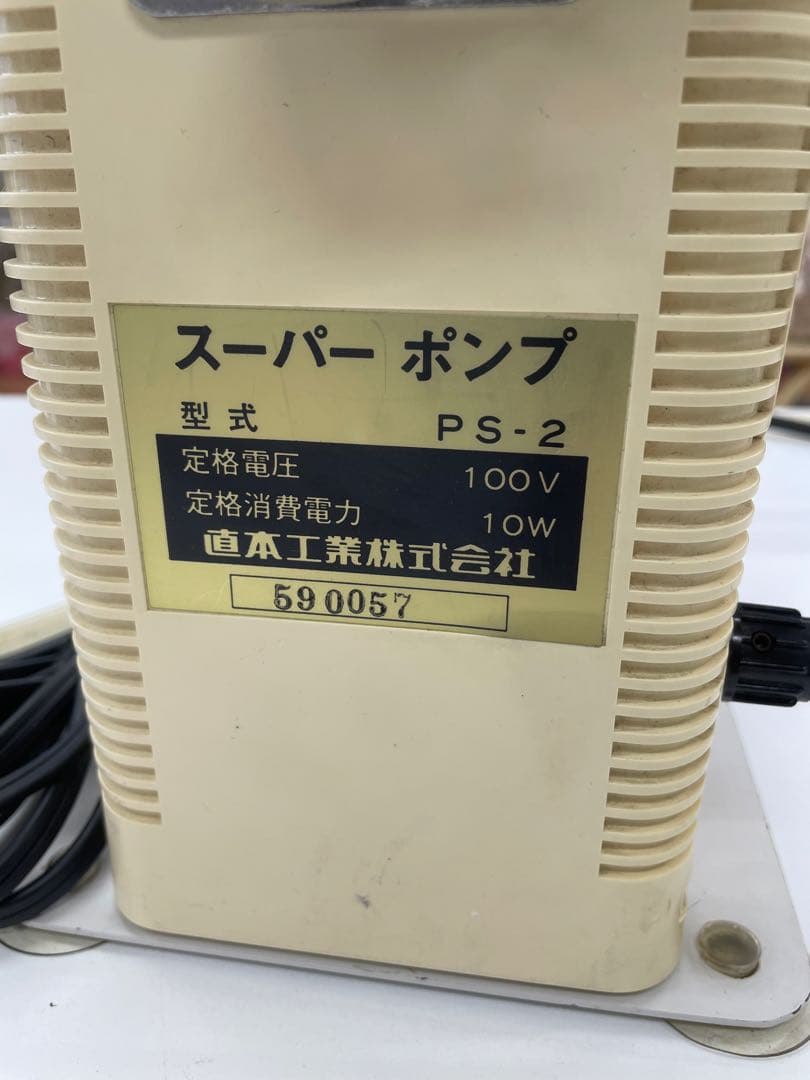 スーパー ポンプ
型式 PS-2
定格電圧 100V
定格消費電力 10W
直本工業株式会社
590057